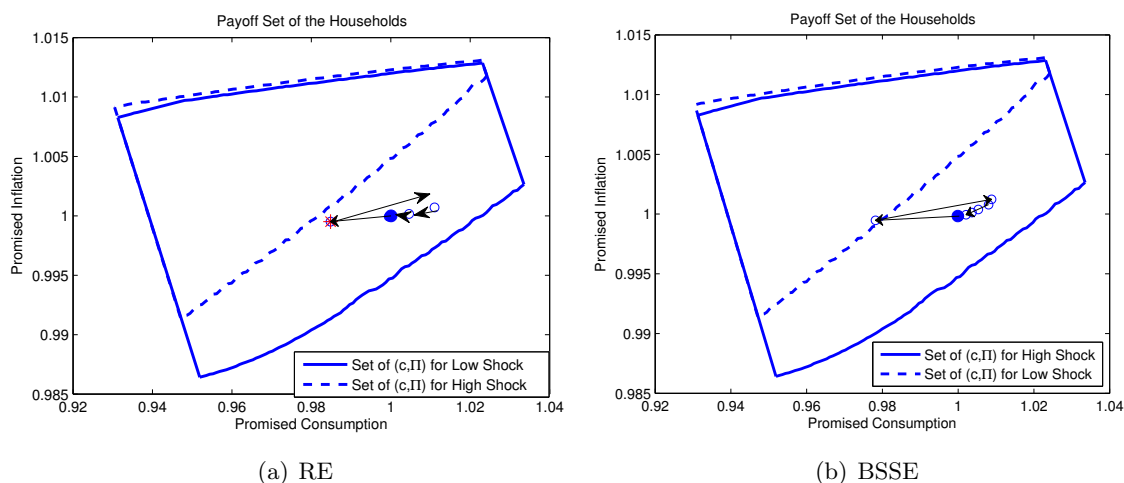 Payoff Set of the Households
1.015
1.01
1.005
1
0.995
0.99
0.985
Promised Inflation
0.92 0.94 0.96 0.98 1 1.02 1.04
Promised Consumption
Set of (c,Π) for Low Shock
Set of (c,Π) for High Shock
(a) RE
Payoff Set of the Households
1.015
1.01
1.005
1
0.995
0.99
0.985
Promised Inflation
0.92 0.94 0.96 0.98 1 1.02 1.04
Promised Consumption
Set of (c,Π) for High Shock
Set of (c,Π) for Low Shock
(b) BSSE